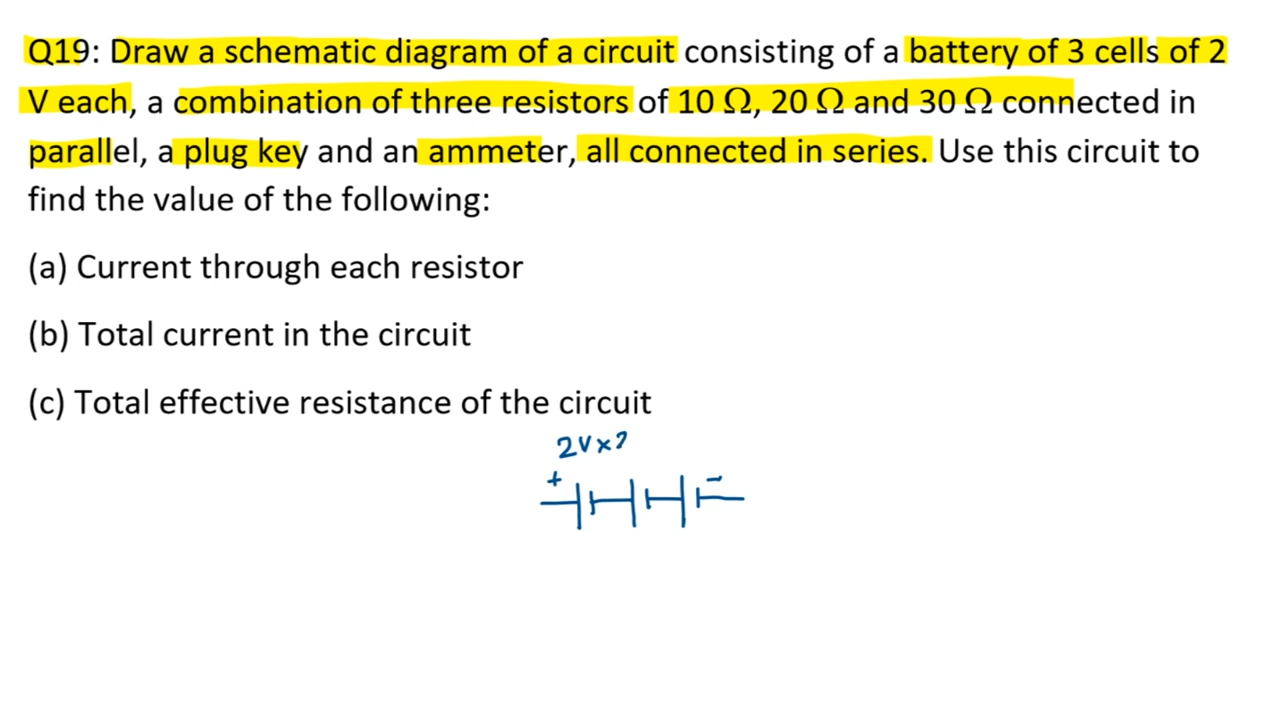 Q19: Draw a schematic diagram of a circuit consisting of a battery of 3 cells of 2
V each, a combination of three resistors of 10 Ω, 20 Ω and 30 Ω connected in
parallel, a plug key and an ammeter, all connected in series. Use this circuit to
find the value of the following:
(a) Current through each resistor
(b) Total current in the circuit
(c) Total effective resistance of the circuit
2V×
+ -